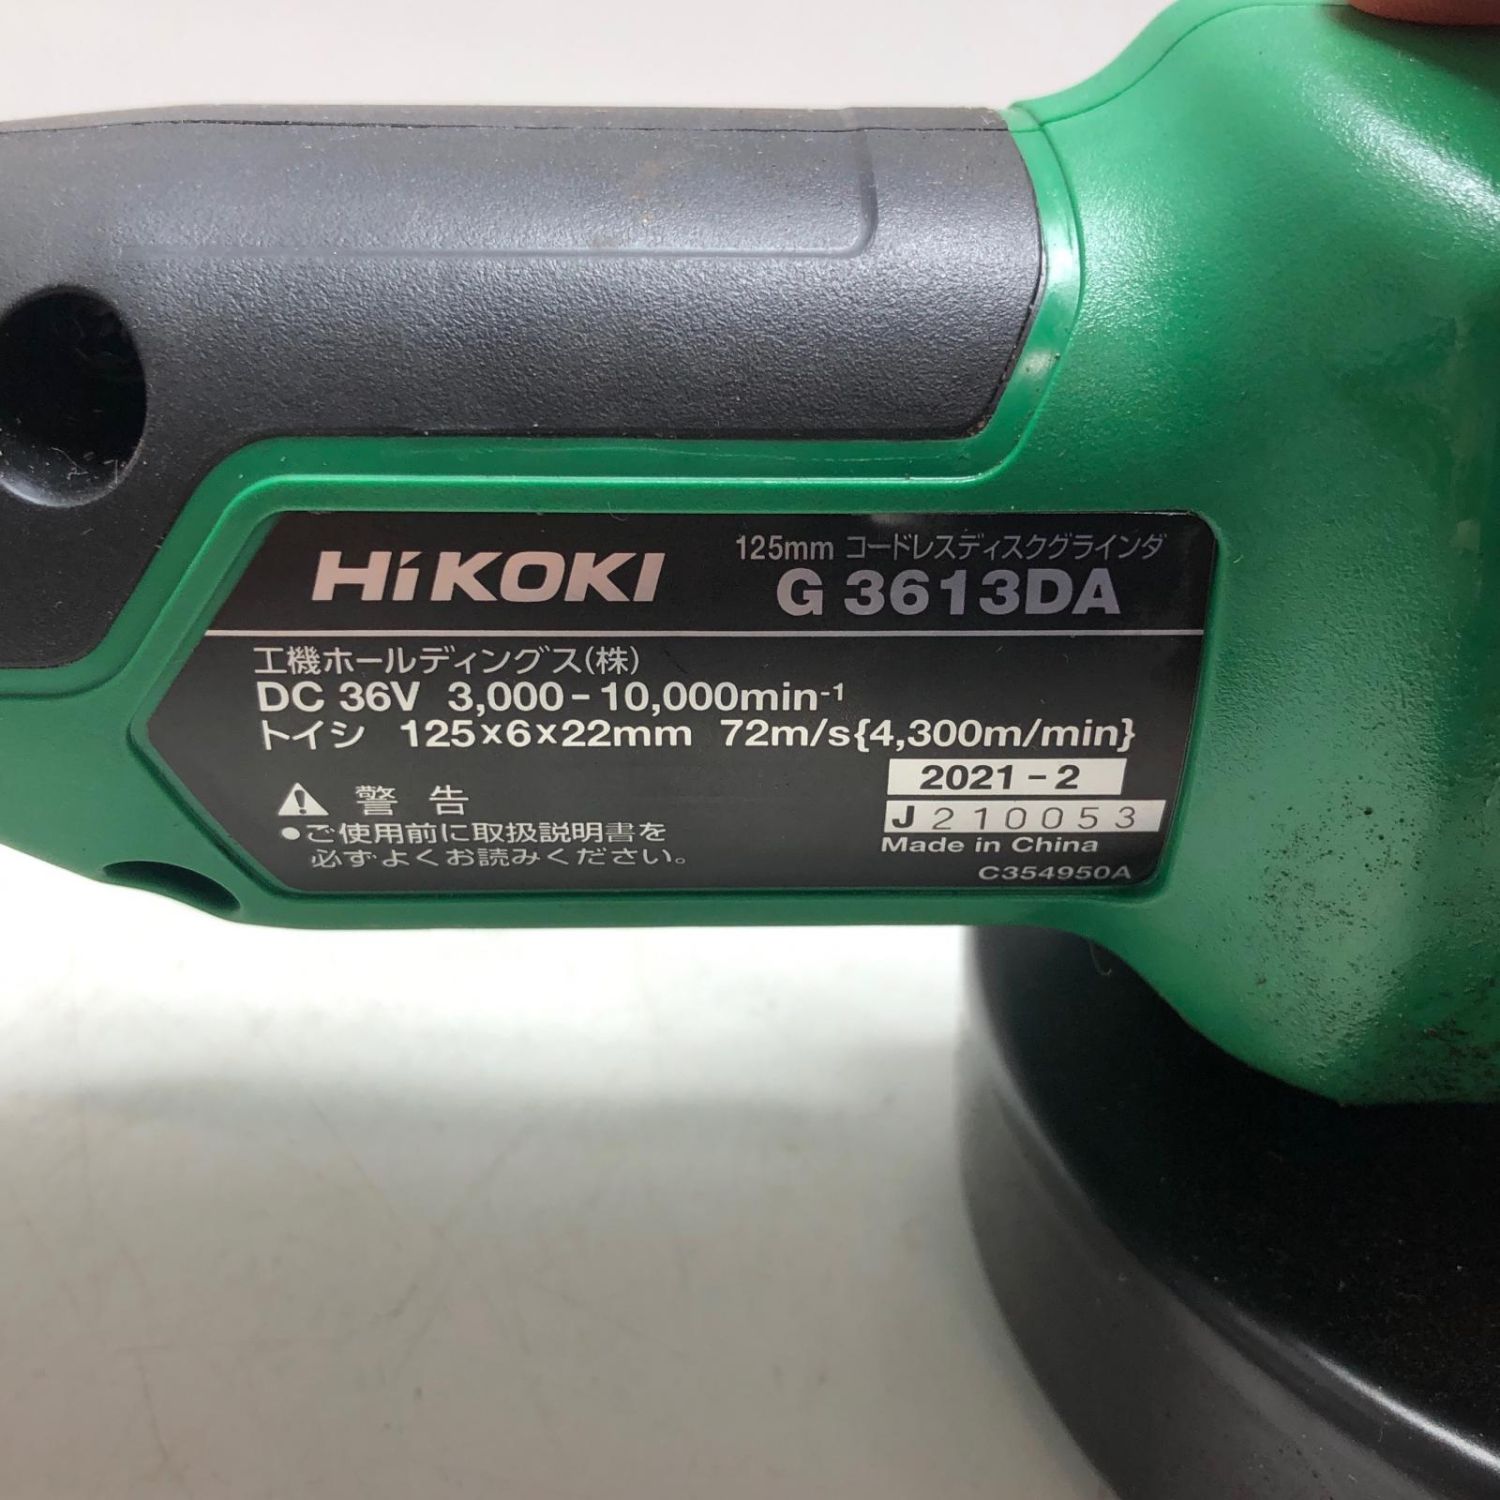 HiKOKI
125mm コードレスディスクグラインダ
G 3613DA
工機ホールディングス(株)
DC 36V 3,000-10,000min-1
トイシ 125×6×22mm 72m/s{4,300m/min}
2021-2
J210053
Made in China
C354950A
警 告
●ご使用前に取扱説明書を
必ずよくお読みください。